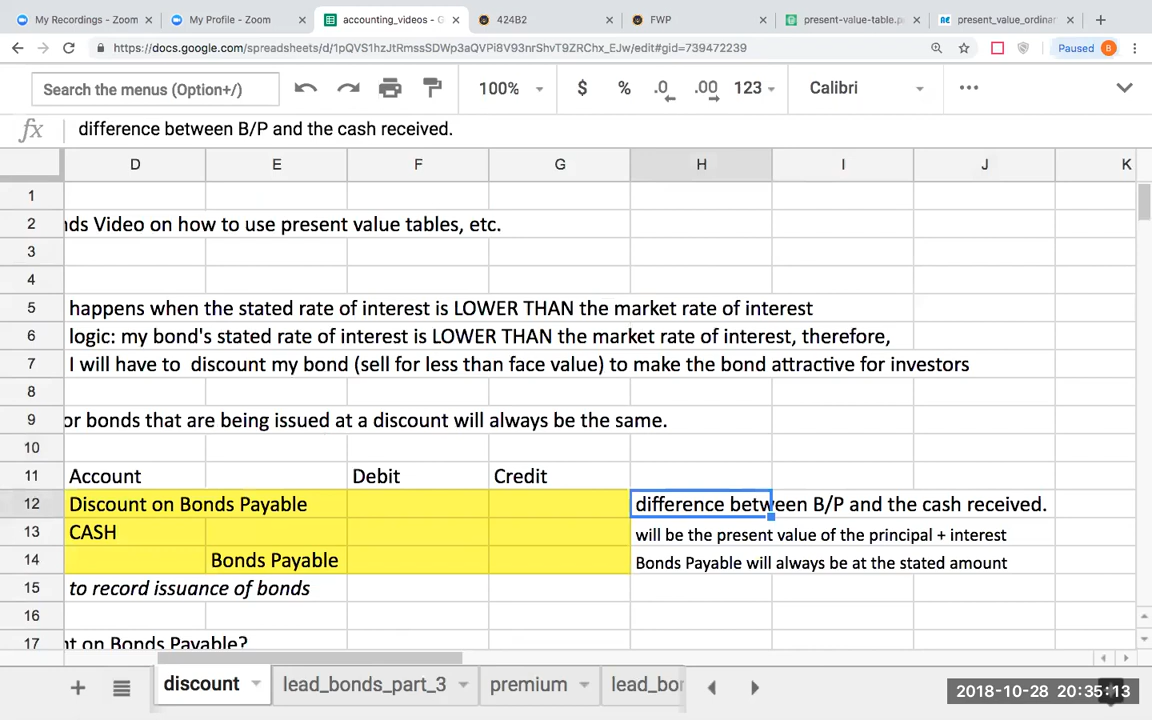 My Recordings - Zoom
My Profile - Zoom
accounting_videos - G
424B2
FWP
present-value-table.p
present_value_ordinar
https://docs.google.com/spreadsheets/d/1pQVS1hzJtRmssSDWp3aQVPi8V93nrShvT9ZRChx_EJw/edit#gid=739472239
Paused
B
Search the menus (Option+/)
100%
$ % .0 .00 123
Calibri
fx difference between B/P and the cash received.
D E F G H I J K
1
2 nds Video on how to use present value tables, etc.
3
4
5 happens when the stated rate of interest is LOWER THAN the market rate of interest
6 logic: my bond's stated rate of interest is LOWER THAN the market rate of interest, therefore,
7 I will have to discount my bond (sell for less than face value) to make the bond attractive for investors
8
9 or bonds that are being issued at a discount will always be the same.
10
11 Account Debit Credit
12 Discount on Bonds Payable difference between B/P and the cash received.
13 CASH will be the present value of the principal + interest
14 Bonds Payable Bonds Payable will always be at the stated amount
15 to record issuance of bonds
16
17 nt on Bonds Payable?
discount lead_bonds_part_3 premium lead_bon
2018-10-28 20:35:13